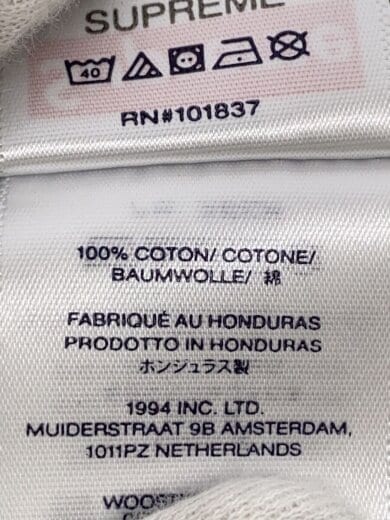 SUPREME
40
RN#101837
100% COTON/ COTONE/
BAUMWOLLE/ 綿
FABRIQUÉ AU HONDURAS
PRODOTTO IN HONDURAS
ホンジュラス製
1994 INC. LTD.
MUIDERSTRAAT 9B AMSTERDAM,
1011PZ NETHERLANDS